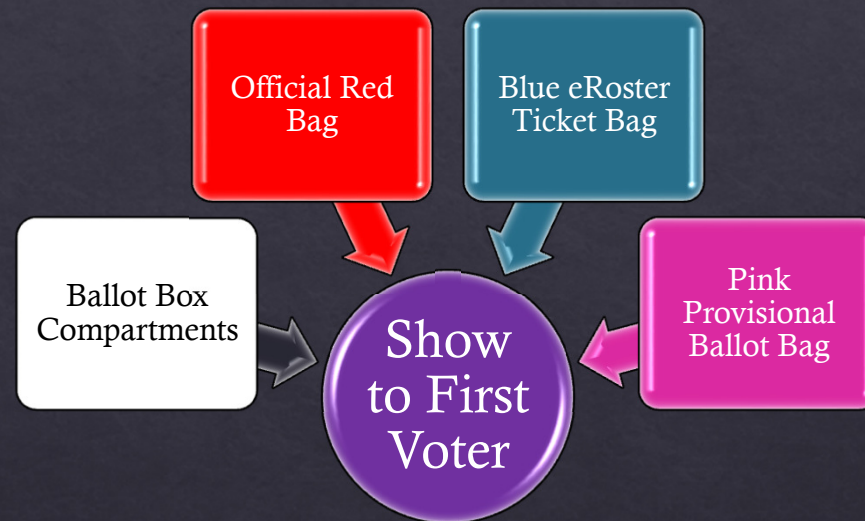 Official Red
Bag
Blue eRoster
Ticket Bag
Ballot Box
Compartments
Pink
Provisional
Ballot Bag
Show
to First
Voter